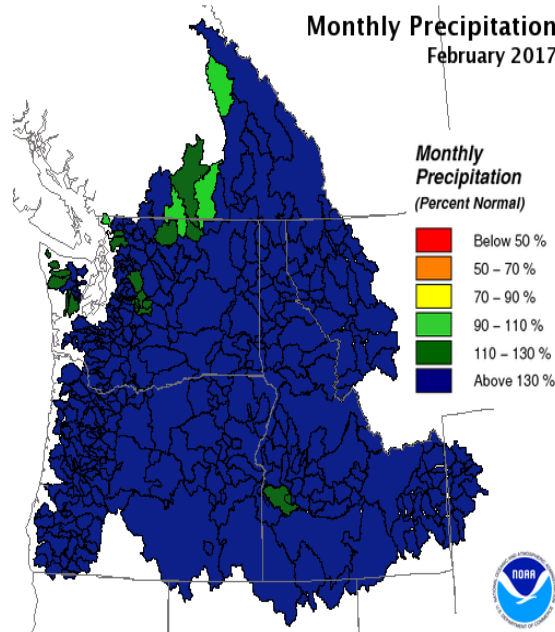 Monthly Precipitation
February 2017
Monthly
Precipitation
(Percent Normal)
Below 50 %
50 – 70 %
70 – 90 %
90 – 110 %
110 – 130 %
Above 130 %
NOAA